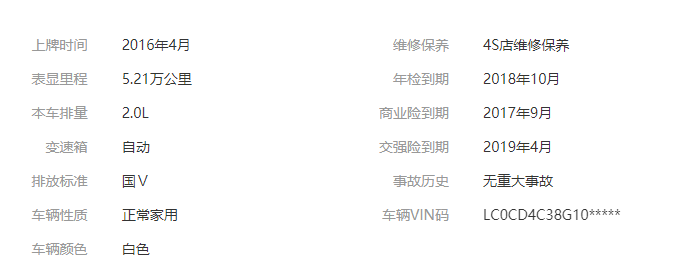 上牌时间 2016年4月 维修保养 4S店维修保养
表显里程 5.21万公里 年检到期 2018年10月
本车排量 2.0L 商业险到期 2017年9月
变速箱 自动 交强险到期 2019年4月
排放标准 国Ⅴ 事故历史 无重大事故
车辆性质 正常家用 车辆VIN码 LC0CD4C38G10*****
车辆颜色 白色